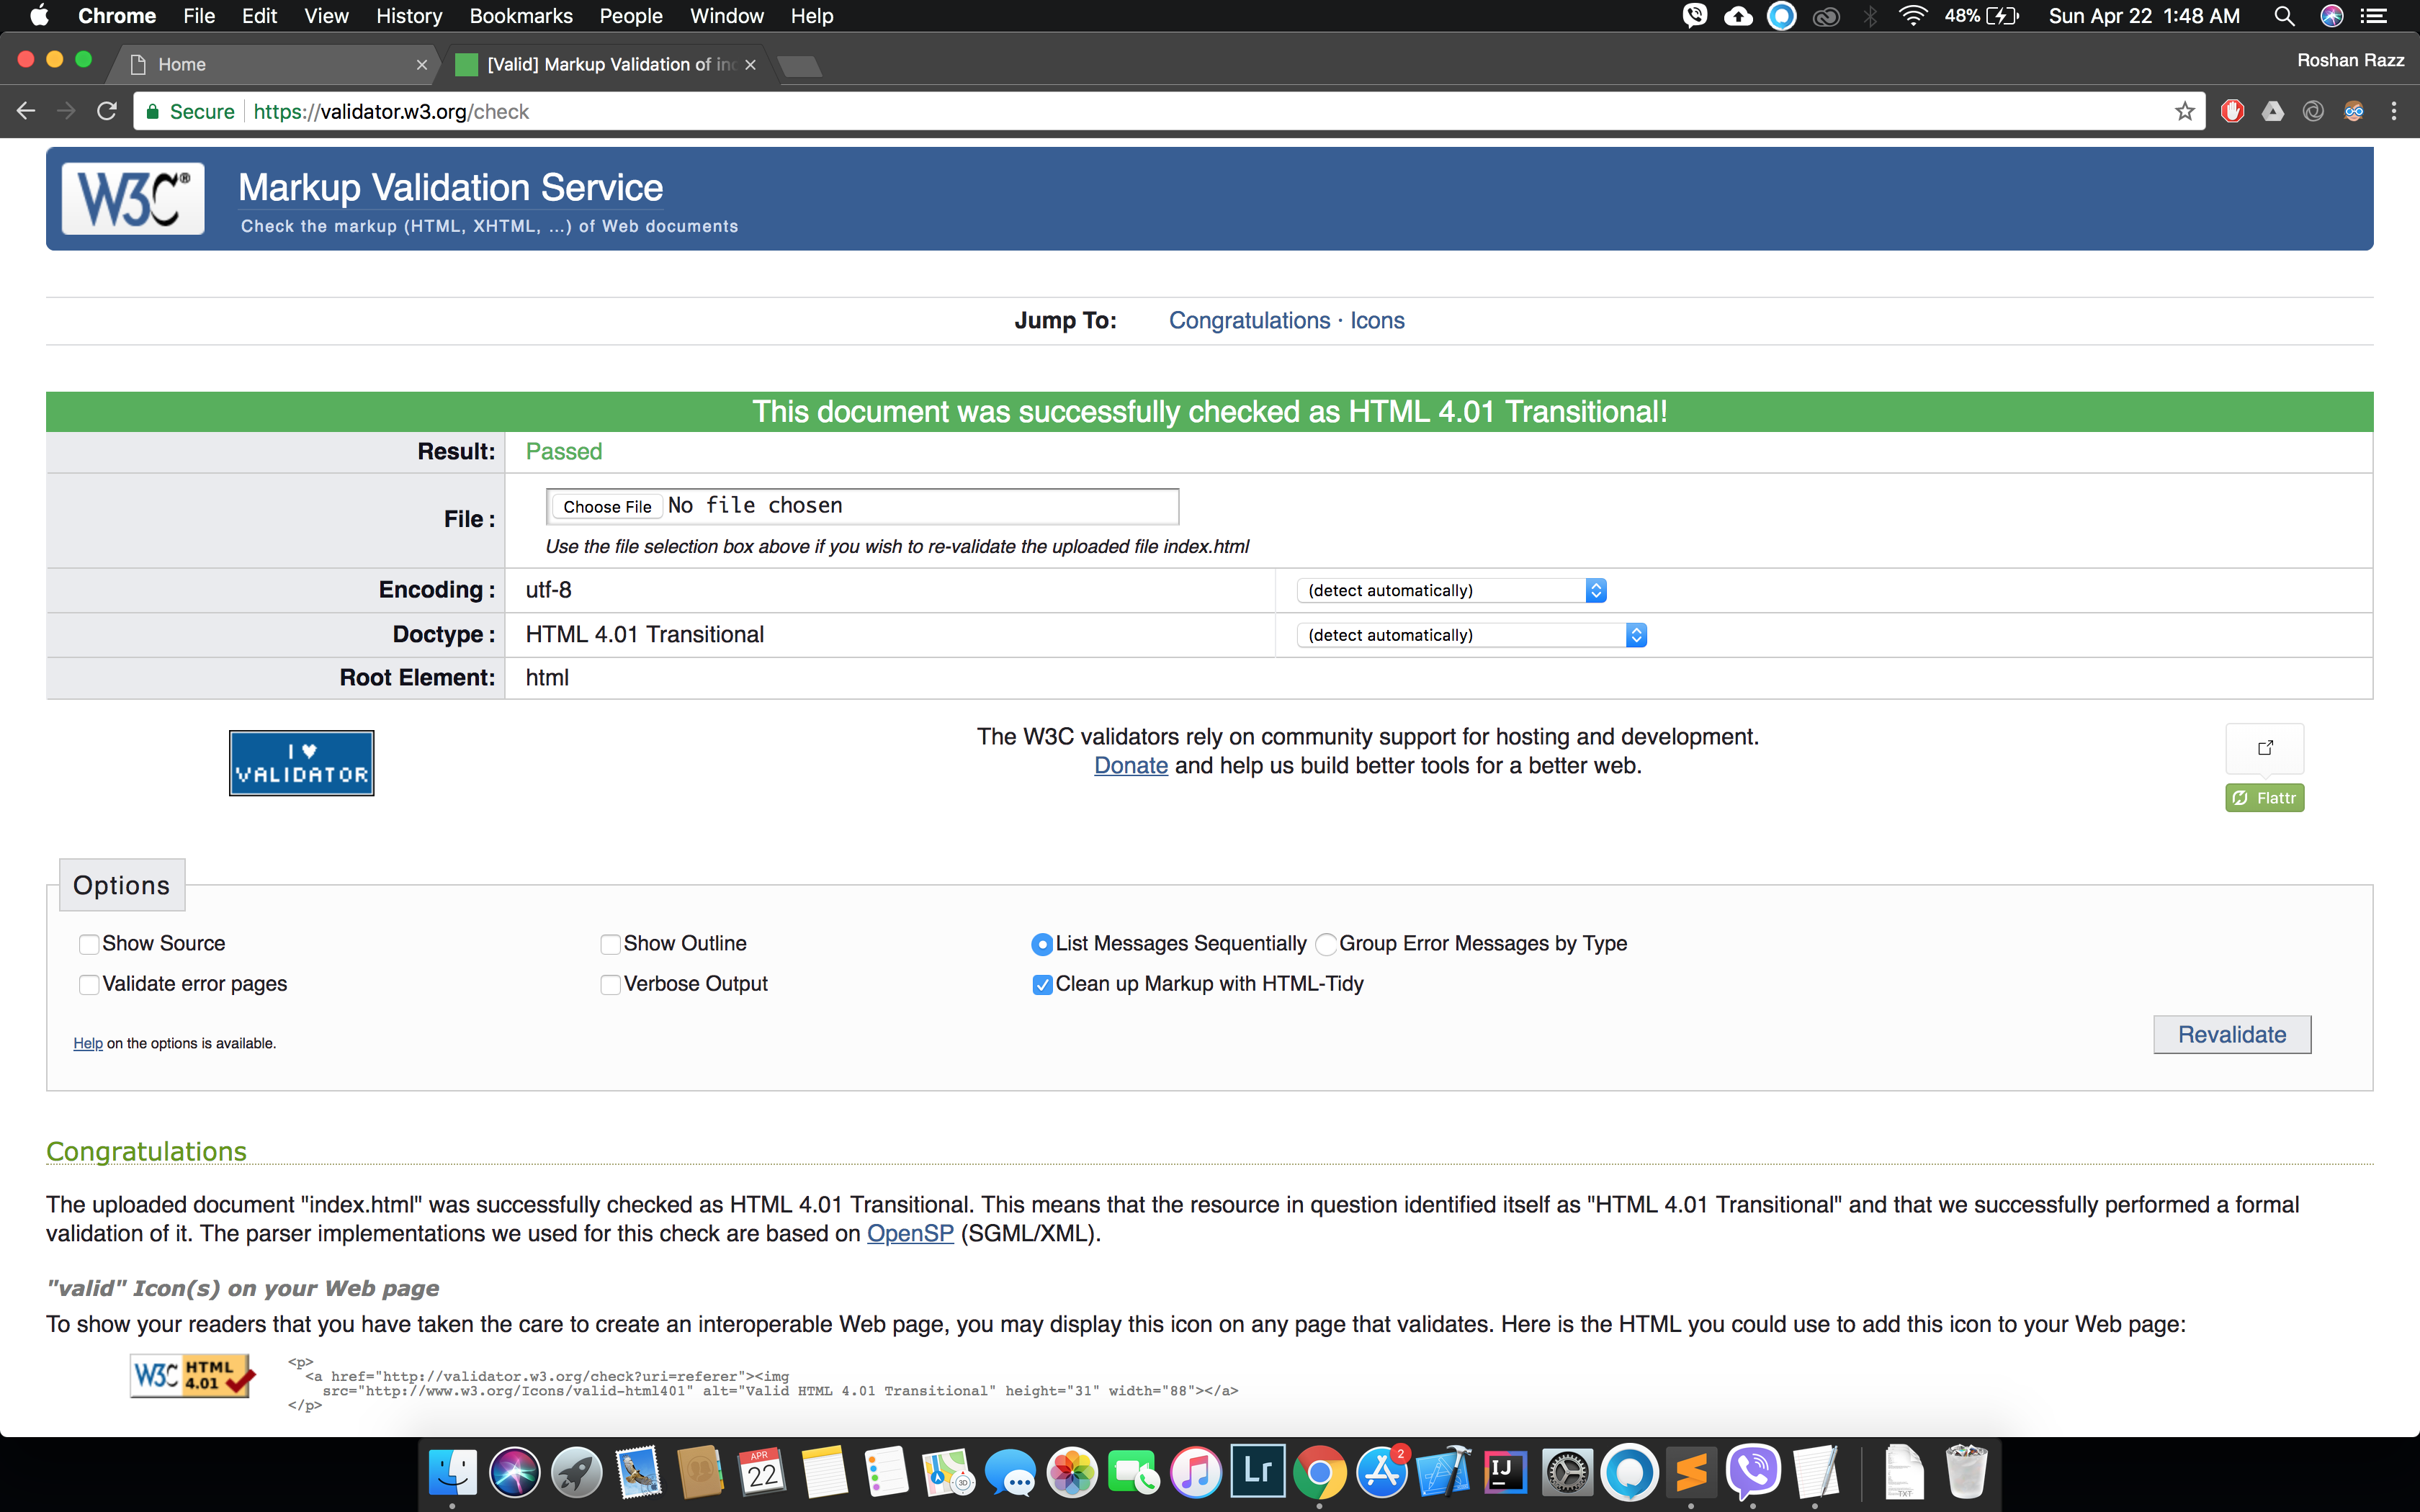 Chrome File Edit View History Bookmarks People Window Help 48% Sun Apr 22 1:48 AM
Home [Valid] Markup Validation of Roshan Razz
Secure https://validator.w3.org/check
W3C® Markup Validation Service
Check the markup (HTML, XHTML, ...) of Web documents
Jump To: Congratulations · Icons
This document was successfully checked as HTML 4.01 Transitional!
Result: Passed
File : Choose File No file chosen
Use the file selection box above if you wish to re-validate the uploaded file index.html
Encoding : utf-8 (detect automatically)
Doctype : HTML 4.01 Transitional (detect automatically)
Root Element: html
I ♥
VALIDATOR
The W3C validators rely on community support for hosting and development.
Donate and help us build better tools for a better web.
Flattr
Options
Show Source Show Outline List Messages Sequentially Group Error Messages by Type
Validate error pages Verbose Output Clean up Markup with HTML-Tidy
Help on the options is available.
Revalidate
Congratulations
The uploaded document "index.html" was successfully checked as HTML 4.01 Transitional. This means that the resource in question identified itself as "HTML 4.01 Transitional" and that we successfully performed a formal
validation of it. The parser implementations we used for this check are based on OpenSP (SGML/XML).
"valid" Icon(s) on your Web page
To show your readers that you have taken the care to create an interoperable Web page, you may display this icon on any page that validates. Here is the HTML you could use to add this icon to your Web page:
W3C HTML 4.01
<p>
<a href="http://validator.w3.org/check?uri=referer"><img
src="http://www.w3.org/Icons/valid-html401" alt="Valid HTML 4.01 Transitional" height="31" width="88"></a>
</p>
APR
22
30
Lr
2
IJ
TXT